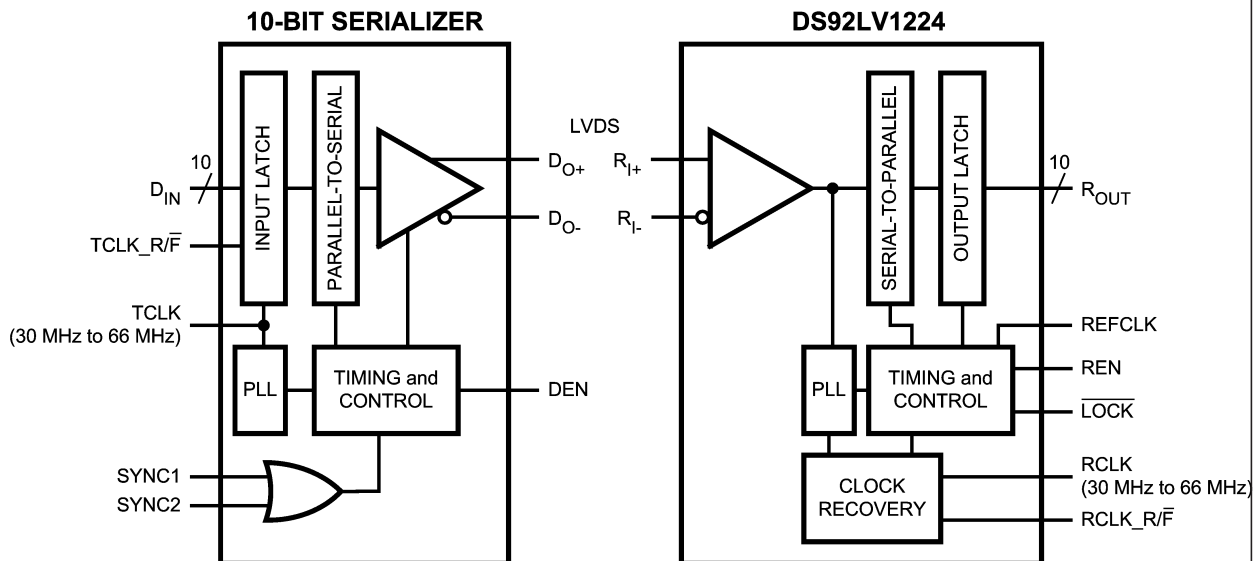 10-BIT SERIALIZER
DS92LV1224
INPUT LATCH
PARALLEL-TO-SERIAL
LVDS
SERIAL-TO-PARALLEL
OUTPUT LATCH
10
DIN
DO+
RI+
10
ROUT
DO-
RI-
TCLK_R/F̅
TCLK
(30 MHz to 66 MHz)
REFCLK
PLL
TIMING and
CONTROL
DEN
PLL
TIMING and
CONTROL
REN
L̅O̅C̅K̅
SYNC1
SYNC2
CLOCK
RECOVERY
RCLK
(30 MHz to 66 MHz)
RCLK_R/F̅